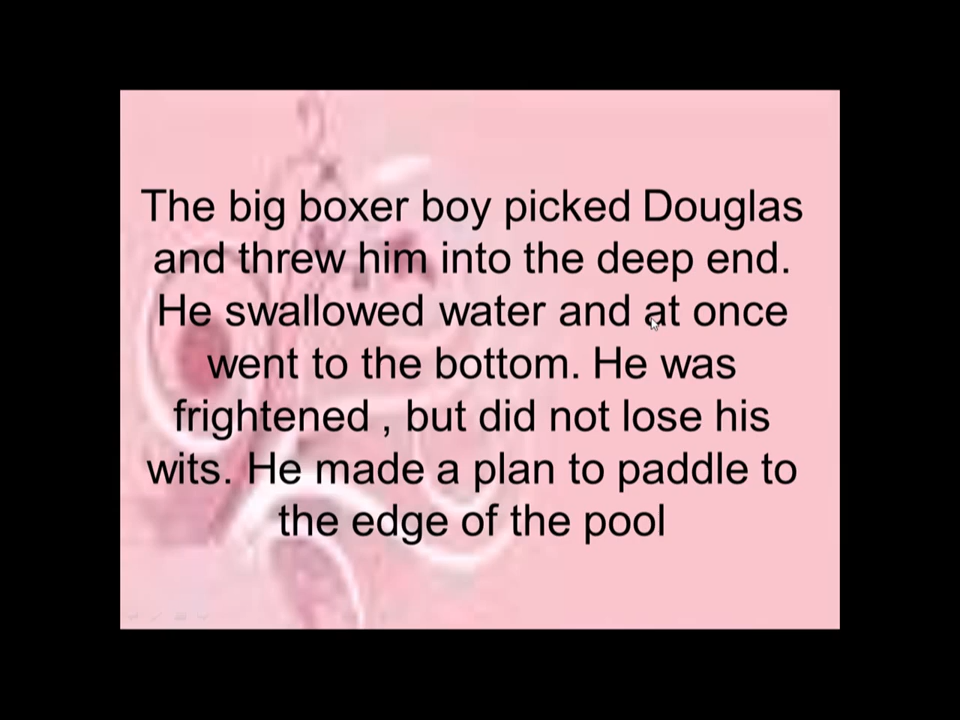 The big boxer boy picked Douglas
and threw him into the deep end.
He swallowed water and at once
went to the bottom. He was
frightened , but did not lose his
wits. He made a plan to paddle to
the edge of the pool